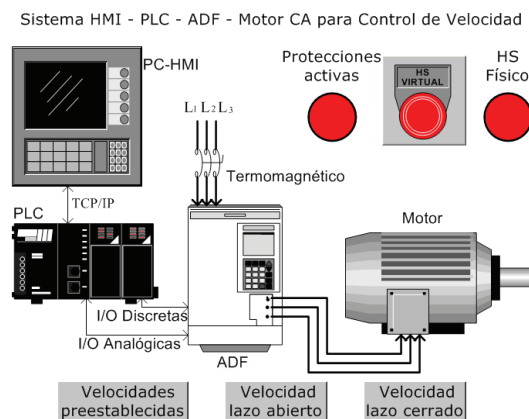 Sistema HMI - PLC - ADF - Motor CA para Control de Velocidad
PC-HMI
Protecciones
activas
HS
VIRTUAL
HS
Físico
L1 L2 L3
Termomagnético
TCP/IP
PLC
Motor
I/O Discretas
I/O Analógicas
ADF
Velocidades
preestablecidas
Velocidad
lazo abierto
Velocidad
lazo cerrado